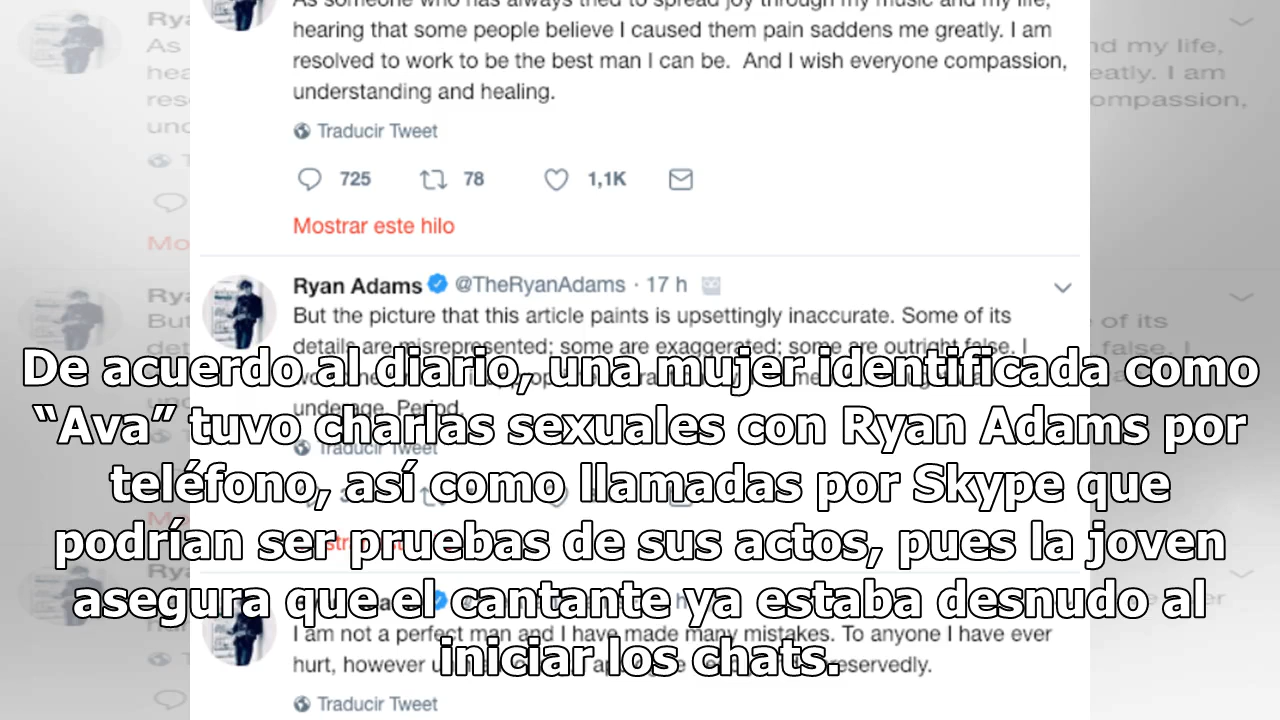 As someone who has always tried to spread joy through my music and my life,
hearing that some people believe I caused them pain saddens me greatly. I am
resolved to work to be the best man I can be. And I wish everyone compassion,
understanding and healing.
Traducir Tweet
725 78 1,1K
Mostrar este hilo
Ryan Adams @TheRyanAdams · 17 h
But the picture that this article paints is upsettingly inaccurate. Some of its
details are misrepresented; some are exaggerated; some are outright false. I
underage. Period.
Traducir Tweet
De acuerdo al diario, una mujer identificada como
“Ava” tuvo charlas sexuales con Ryan Adams por
teléfono, así como llamadas por Skype que
podrían ser pruebas de sus actos, pues la joven
asegura que el cantante ya estaba desnudo al
iniciar los chats.
I am not a perfect man and I have made many mistakes. To anyone I have ever
hurt, however
Traducir Tweet